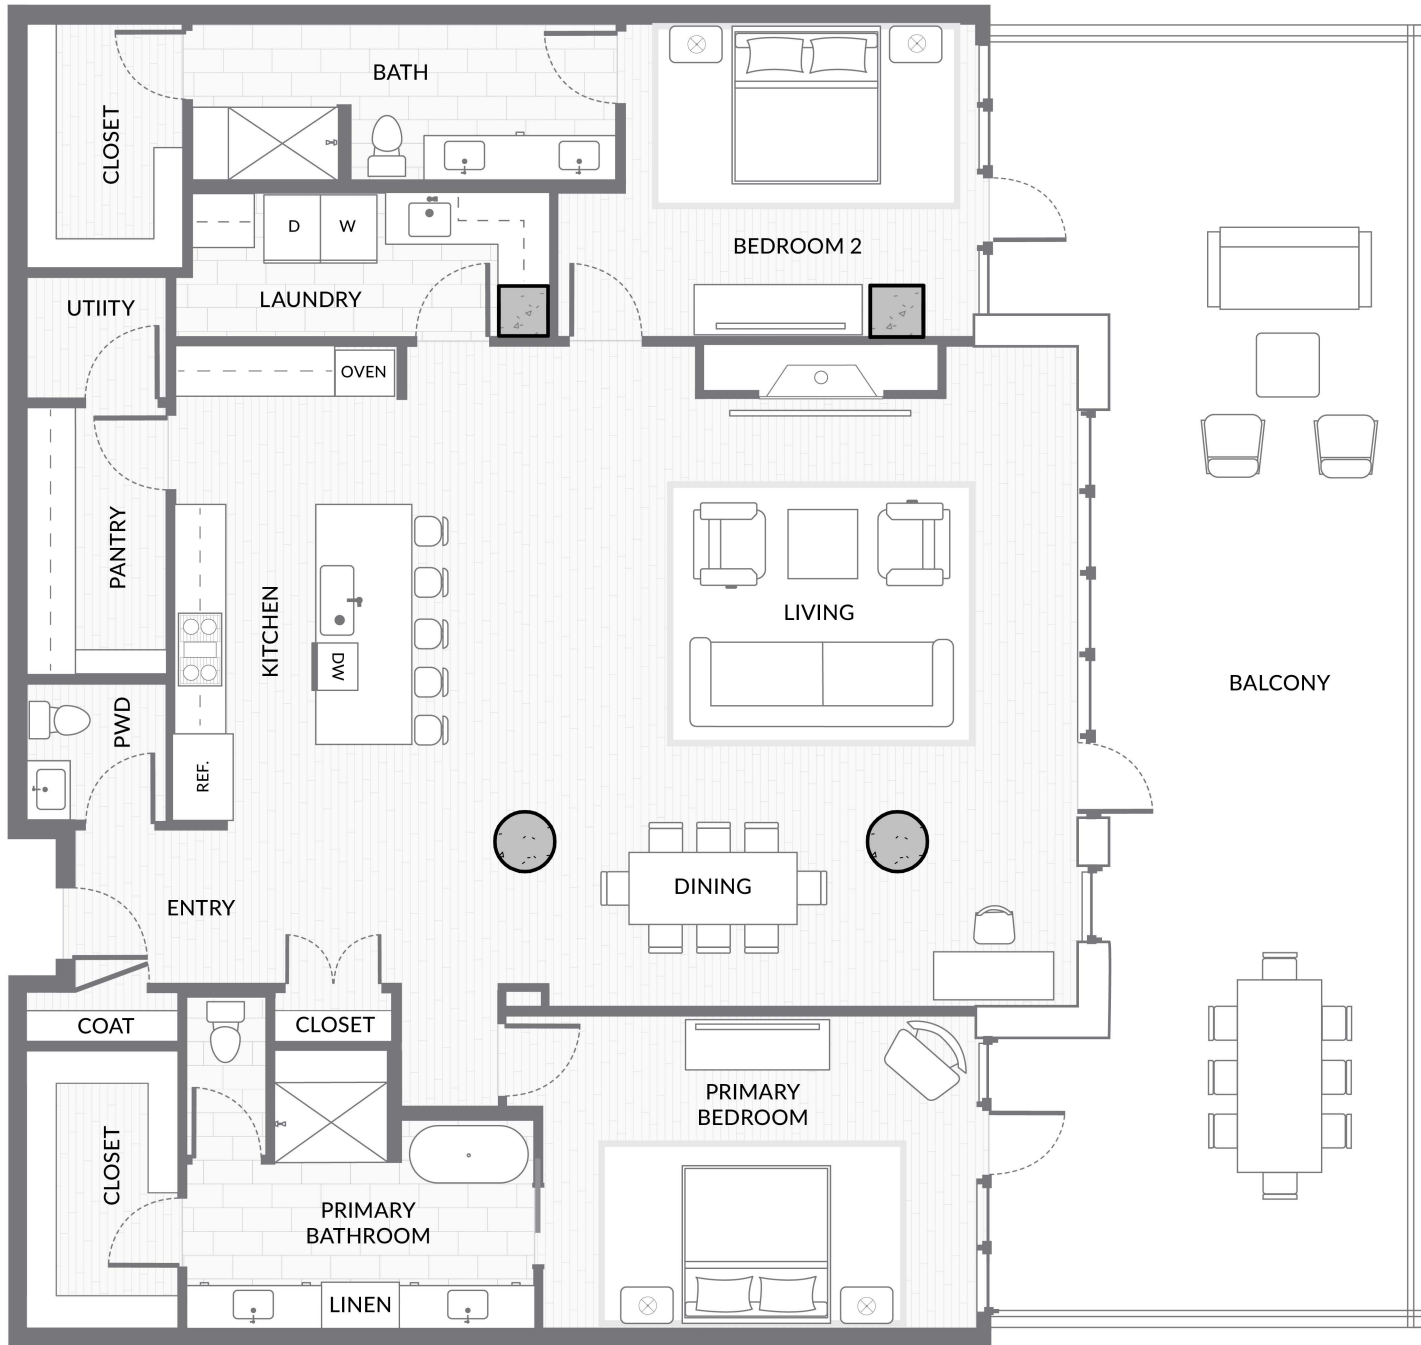 BATH
CLOSET
D
W
BEDROOM 2
LAUNDRY
UTIITY
OVEN
PANTRY
KITCHEN
LIVING
DW
BALCONY
PWD
REF.
DINING
ENTRY
COAT
CLOSET
PRIMARY
BEDROOM
CLOSET
PRIMARY
BATHROOM
LINEN